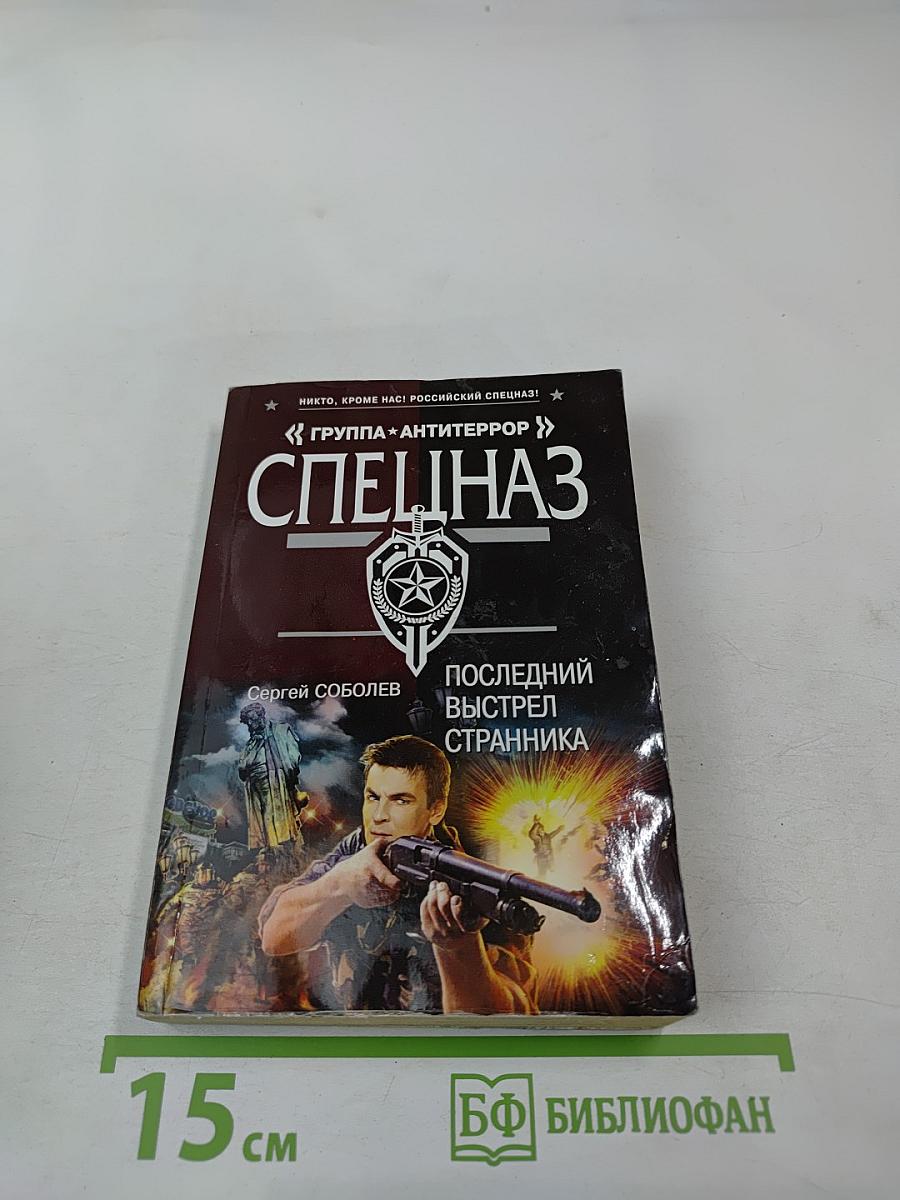 НИКТО, КРОМЕ НАС! РОССИЙСКИЙ СПЕЦНАЗ!
ГРУППА★АНТИТЕРРОР
СПЕЦНАЗ
Сергей СОБОЛЕВ
ПОСЛЕДНИЙ
ВЫСТРЕЛ
СТРАННИКА
15 см
БФ БИБЛИОФАН